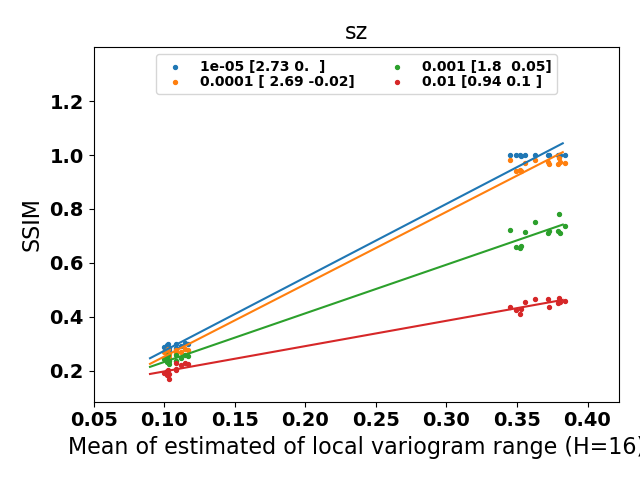 sz
1e-05 [2.73 0.  ]
0.0001 [ 2.69 -0.02]
0.001 [1.8  0.05]
0.01 [0.94 0.1 ]
SSIM
1.2
1.0
0.8
0.6
0.4
0.2
0.05 0.10 0.15 0.20 0.25 0.30 0.35 0.40
Mean of estimated of local variogram range (H=16)